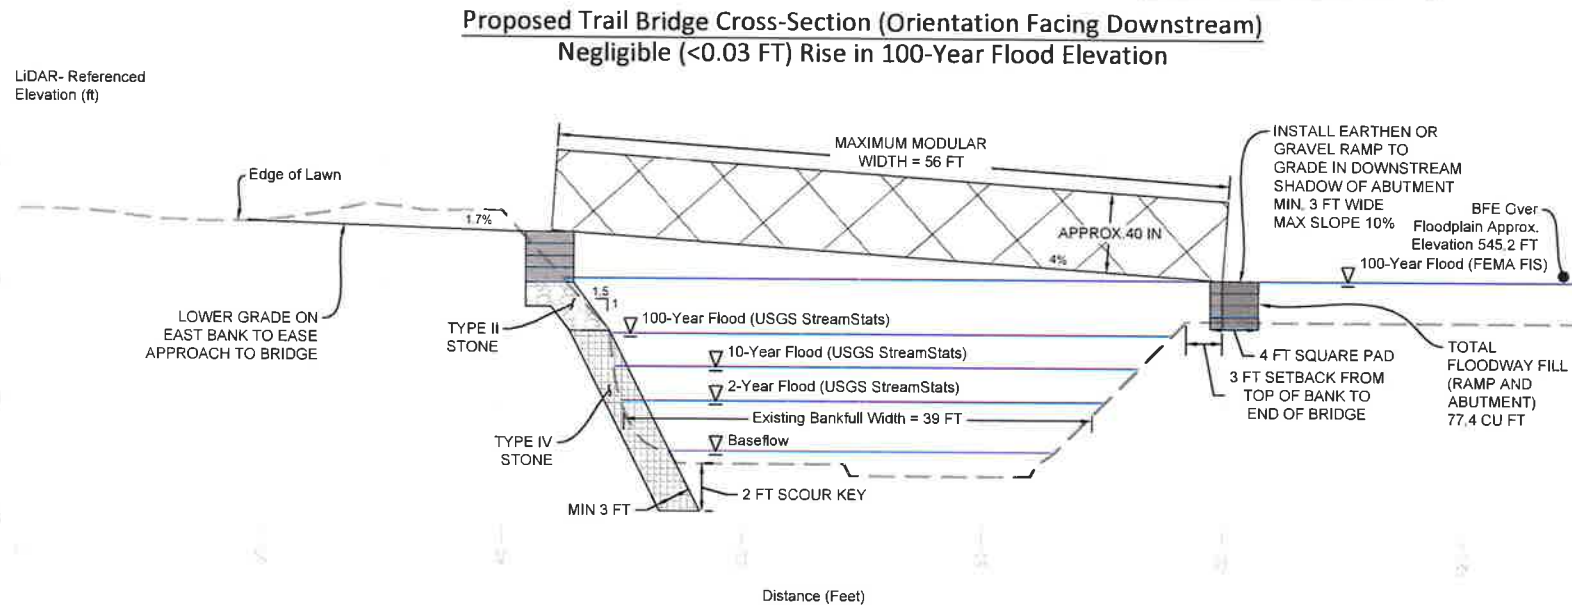 Proposed Trail Bridge Cross-Section (Orientation Facing Downstream)
Negligible (<0.03 FT) Rise in 100-Year Flood Elevation
LiDAR- Referenced
Elevation (ft)
MAXIMUM MODULAR
WIDTH = 56 FT
INSTALL EARTHEN OR
GRAVEL RAMP TO
GRADE IN DOWNSTREAM
SHADOW OF ABUTMENT
MIN. 3 FT WIDE
MAX SLOPE 10%
Edge of Lawn
1.7%
APPROX.40 IN
4%
BFE Over
Floodplain Approx.
Elevation 545.2 FT
100-Year Flood (FEMA FIS)
LOWER GRADE ON
EAST BANK TO EASE
APPROACH TO BRIDGE
1.5
1
TYPE II
STONE
100-Year Flood (USGS StreamStats)
10-Year Flood (USGS StreamStats)
2-Year Flood (USGS StreamStats)
Existing Bankfull Width = 39 FT
Baseflow
4 FT SQUARE PAD
3 FT SETBACK FROM
TOP OF BANK TO
END OF BRIDGE
TOTAL
FLOODWAY FILL
(RAMP AND
ABUTMENT)
77.4 CU FT
TYPE IV
STONE
2 FT SCOUR KEY
MIN 3 FT
Distance (Feet)